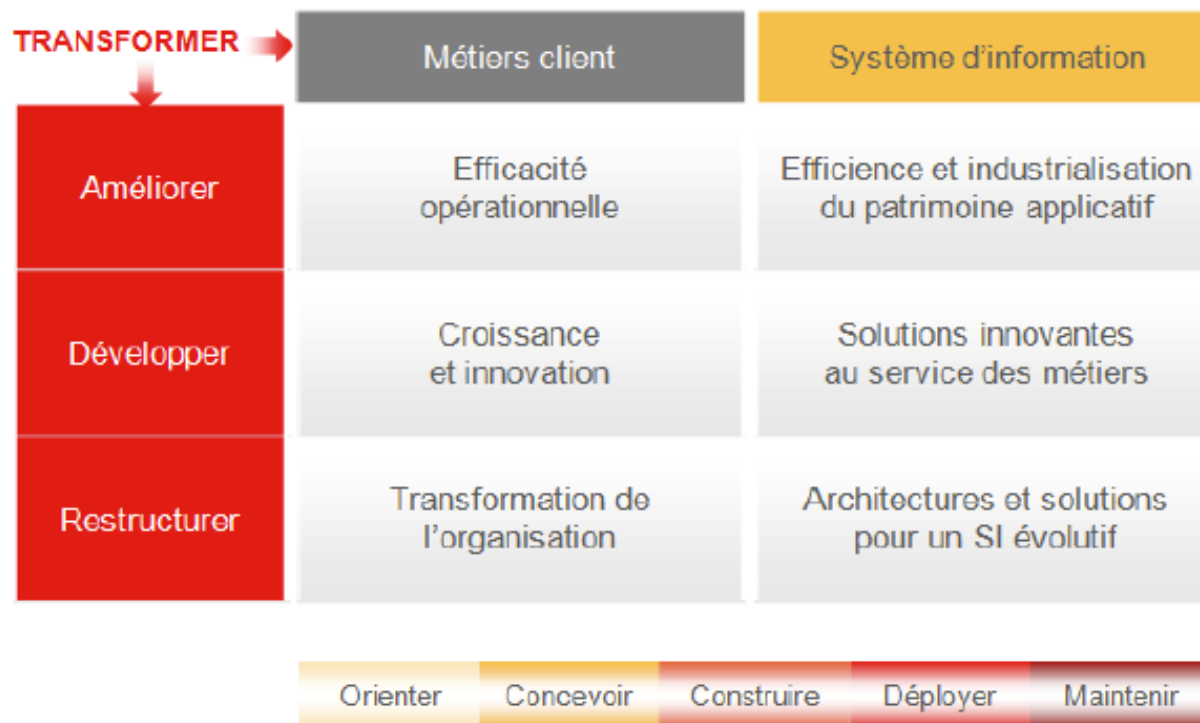 TRANSFORMER
Métiers client
Système d'information
Améliorer
Efficacité
opérationnelle
Efficience et industrialisation
du patrimoine applicatif
Développer
Croissance
et innovation
Solutions innovantes
au service des métiers
Restructurer
Transformation de
l'organisation
Architectures et solutions
pour un SI évolutif
Orienter
Concevoir
Construire
Déployer
Maintenir